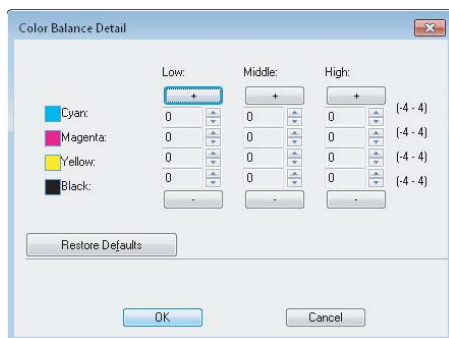 Color Balance Detail
Low: Middle: High:
+ + +
Cyan: 0 0 0 (-4 - 4)
Magenta: 0 0 0 (-4 - 4)
Yellow: 0 0 0 (-4 - 4)
Black: 0 0 0 (-4 - 4)
- - -
Restore Defaults
OK Cancel